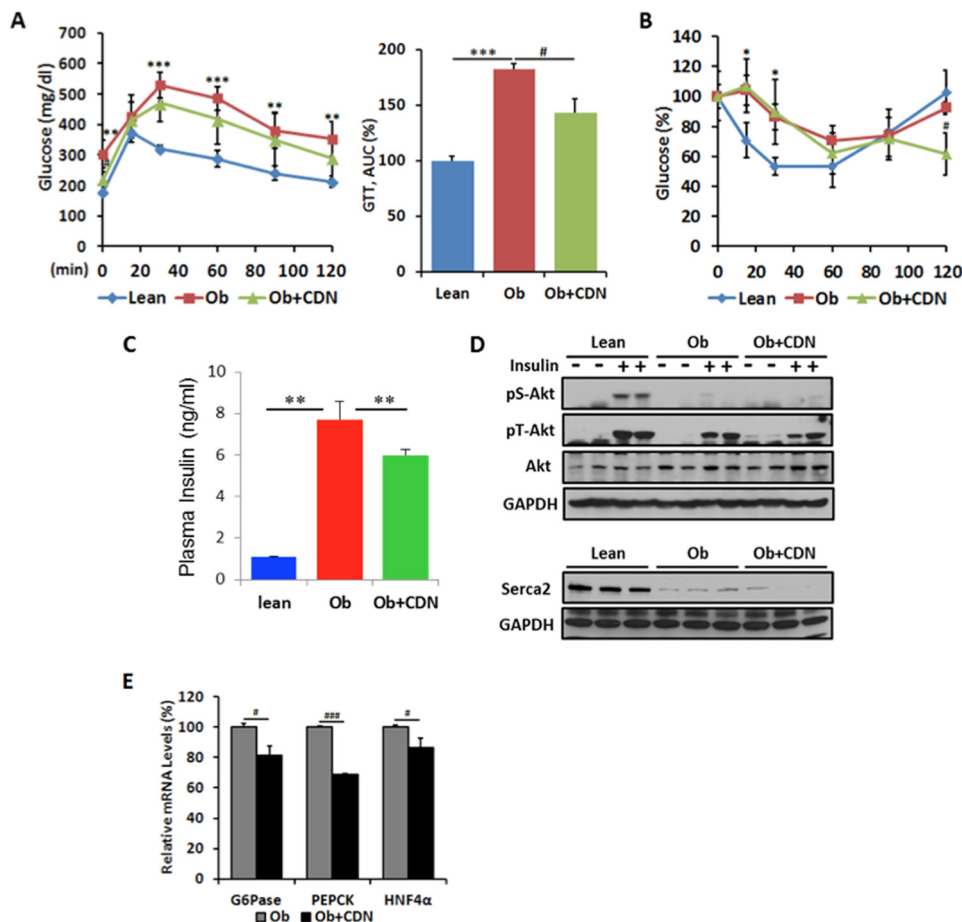 A
Glucose (mg/dl)
700
600
500
400
300
200
100
0
** # *** *** ** **
(min) 0 20 40 60 80 100 120
Lean Ob Ob+CDN
GTT, AUC (%)
200
150
100
50
0
*** #
Lean Ob Ob+CDN
B
Glucose (%)
140
120
100
80
60
40
20
0
* * #
0 20 40 60 80 100 120
Lean Ob Ob+CDN
C
Plasma Insulin (ng/ml)
10
8
6
4
2
0
** **
lean Ob Ob+CDN
D
Lean Ob Ob+CDN
Insulin - - + + - - + + - - + +
pS-Akt
pT-Akt
Akt
GAPDH
Lean Ob Ob+CDN
Serca2
GAPDH
E
Relative mRNA Levels (%)
120
100
80
60
40
20
0
# ### #
G6Pase PEPCK HNF4α
Ob Ob+CDN